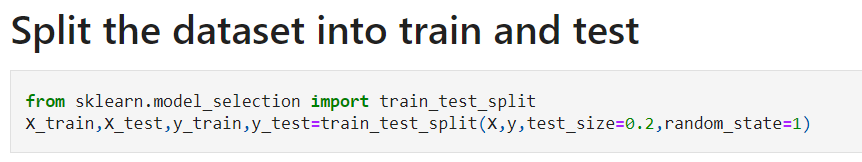 Split the dataset into train and test
from sklearn.model_selection import train_test_split
X_train,X_test,y_train,y_test=train_test_split(X,y,test_size=0.2,random_state=1)